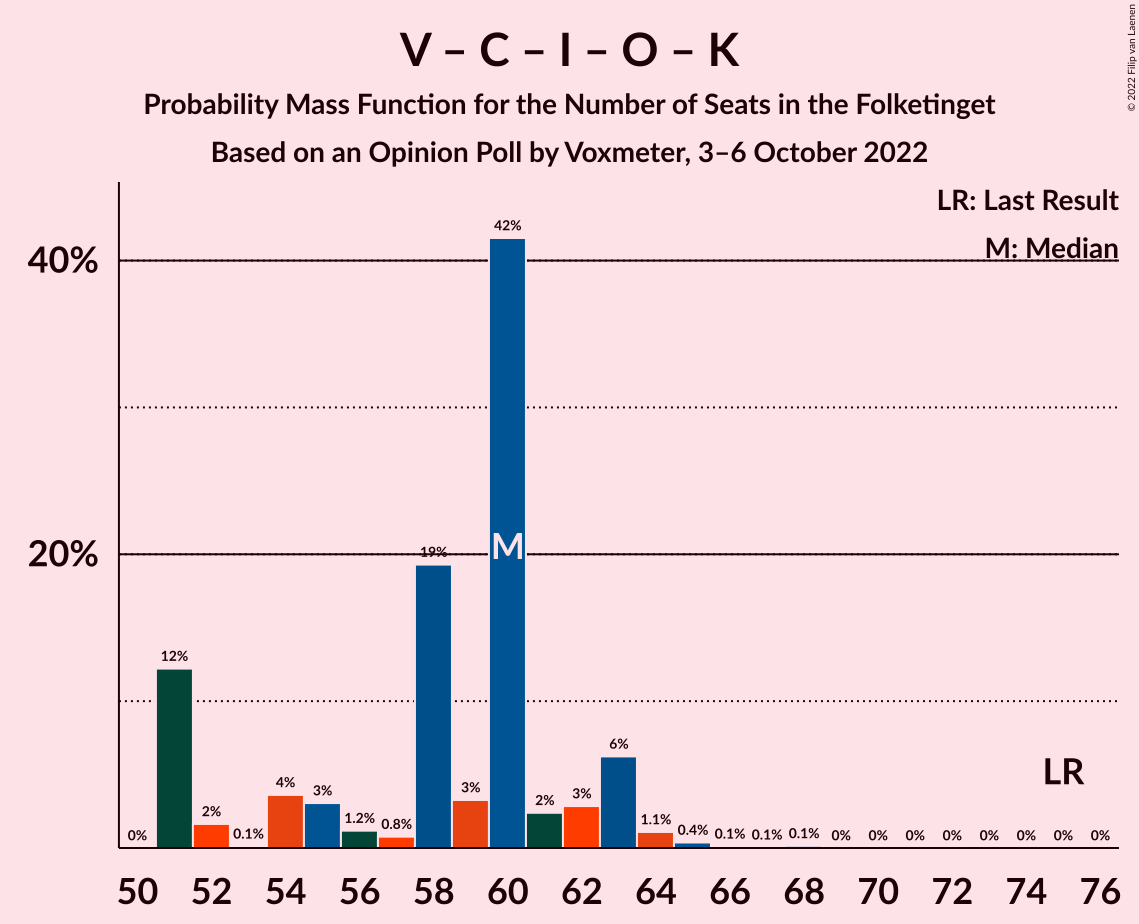 V – C – I – O – K
Probability Mass Function for the Number of Seats in the Folketinget
Based on an Opinion Poll by Voxmeter, 3–6 October 2022
© 2022 Filip van Laenen
LR: Last Result
M: Median
40%
20%
0% 12% 2% 0.1% 4% 3% 1.2% 0.8% 19% 3% 42% 2% 3% 6% 1.1% 0.4% 0.1% 0.1% 0.1% 0% 0% 0% 0% 0% 0% 0% 0%
M
LR
50 52 54 56 58 60 62 64 66 68 70 72 74 76